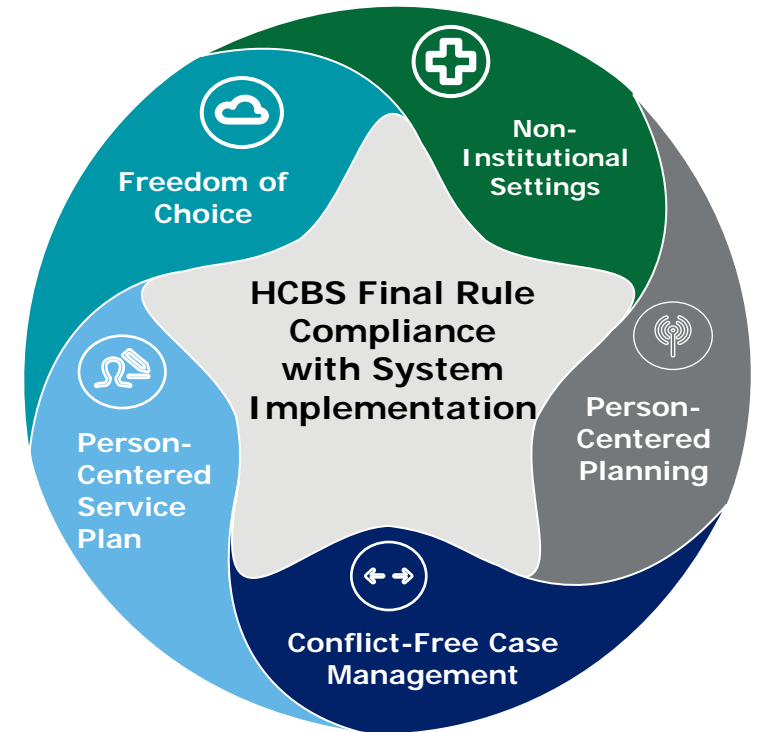 HCBS Final Rule
Compliance
with System
Implementation
Non-
Institutional
Settings
Person-
Centered
Planning
Conflict-Free Case
Management
Person-
Centered
Service
Plan
Freedom of
Choice